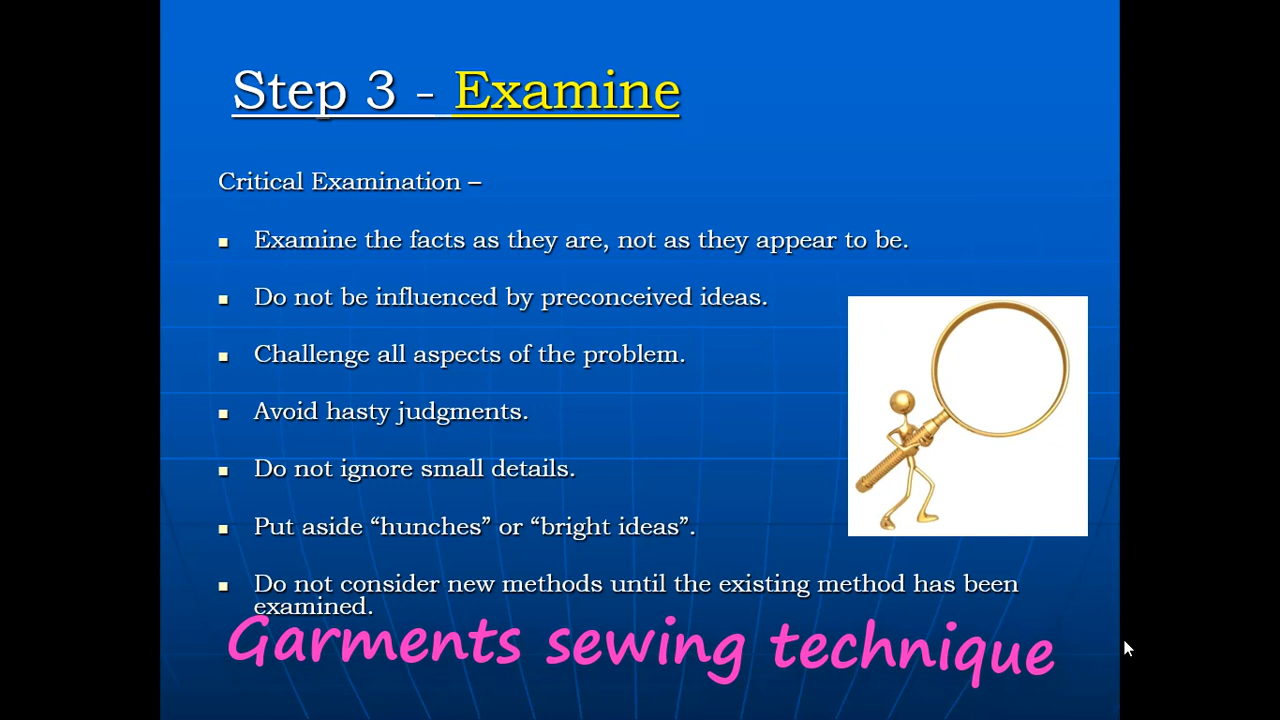 Step 3 - Examine
Critical Examination –
Examine the facts as they are, not as they appear to be.
Do not be influenced by preconceived ideas.
Challenge all aspects of the problem.
Avoid hasty judgments.
Do not ignore small details.
Put aside “hunches” or “bright ideas”.
Do not consider new methods until the existing method has been
examined.
Garments sewing technique